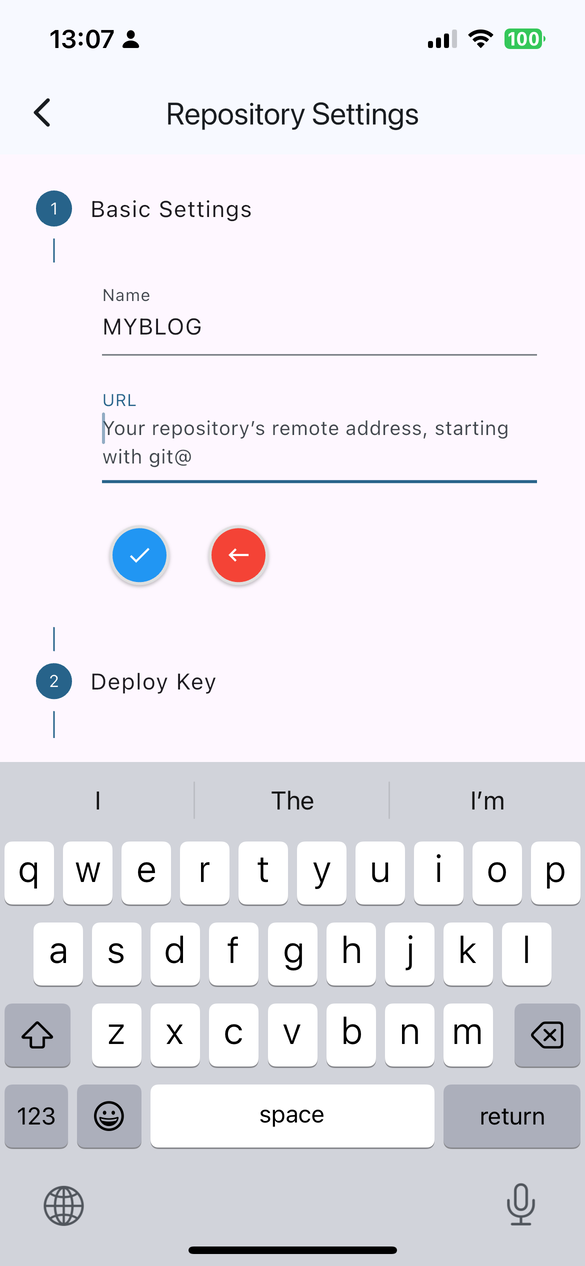 13:07
100
Repository Settings
1 Basic Settings
Name
MYBLOG
URL
Your repository's remote address, starting
with git@
2 Deploy Key
I The I'm
q w e r t y u i o p
a s d f g h j k l
z x c v b n m
123 space return